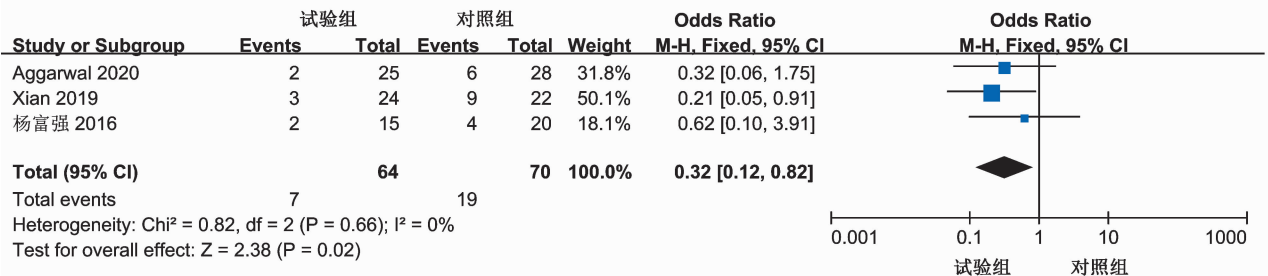 试验组 对照组 Odds Ratio Odds Ratio
Study or Subgroup Events Total Events Total Weight M-H, Fixed, 95% CI M-H, Fixed, 95% CI
Aggarwal 2020 2 25 6 28 31.8% 0.32 [0.06, 1.75]
Xian 2019 3 24 9 22 50.1% 0.21 [0.05, 0.91]
杨富强 2016 2 15 4 20 18.1% 0.62 [0.10, 3.91]
Total (95% CI) 64 70 100.0% 0.32 [0.12, 0.82]
Total events 7 19
Heterogeneity: Chi² = 0.82, df = 2 (P = 0.66); I² = 0%
Test for overall effect: Z = 2.38 (P = 0.02)
0.001 0.1 1 10 1000
试验组 对照组